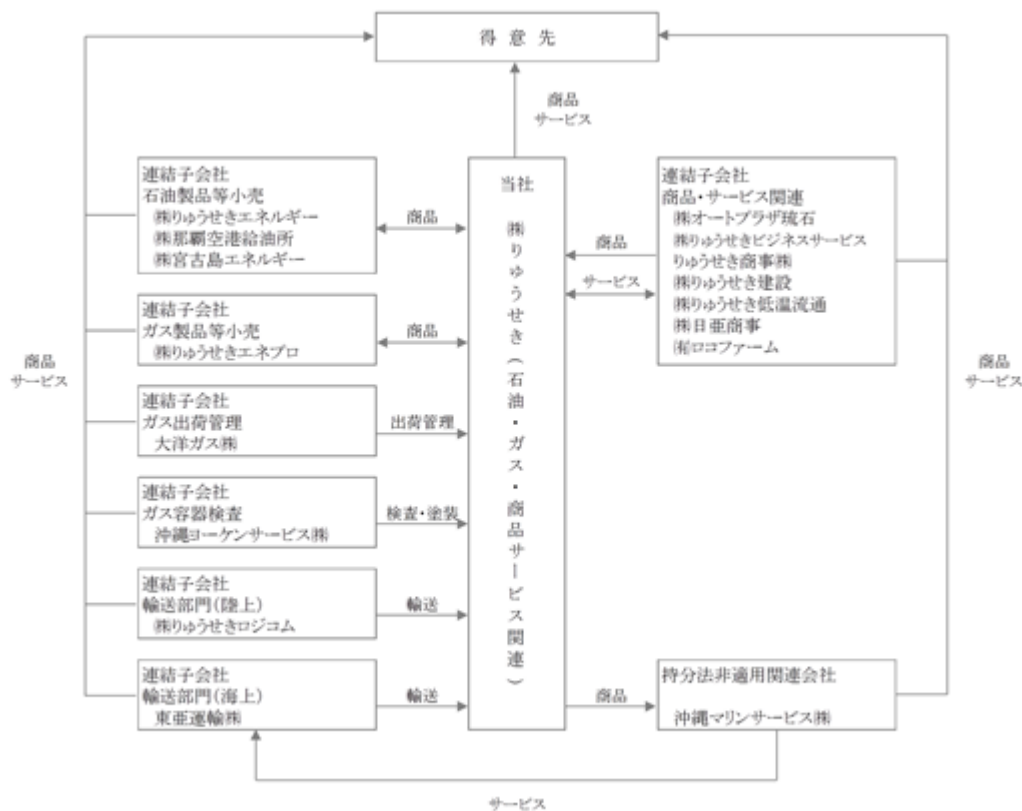 得意先
商品
サービス
連結子会社
石油製品等小売
㈱りゅうせきエネルギー
㈱那覇空港給油所
㈱宮古島エネルギー
商品
連結子会社
ガス製品等小売
㈱りゅうせきエネプロ
商品
連結子会社
ガス出荷管理
大洋ガス㈱
出荷管理
連結子会社
ガス容器検査
沖縄ヨーケンサービス㈱
検査・塗装
連結子会社
輸送部門(陸上)
㈱りゅうせきロジコム
輸送
連結子会社
輸送部門(海上)
東亜運輸㈱
輸送
商品
サービス
当社
㈱りゅうせき(石油・ガス・商品サービス関連)
連結子会社
商品・サービス関連
㈱オートプラザ琉石
㈱りゅうせきビジネスサービス
りゅうせき商事㈱
㈱りゅうせき建設
㈱りゅうせき低温流通
㈱日亜商事
㈲ロコファーム
商品
サービス
商品
サービス
持分法非適用関連会社
沖縄マリンサービス㈱
商品
サービス